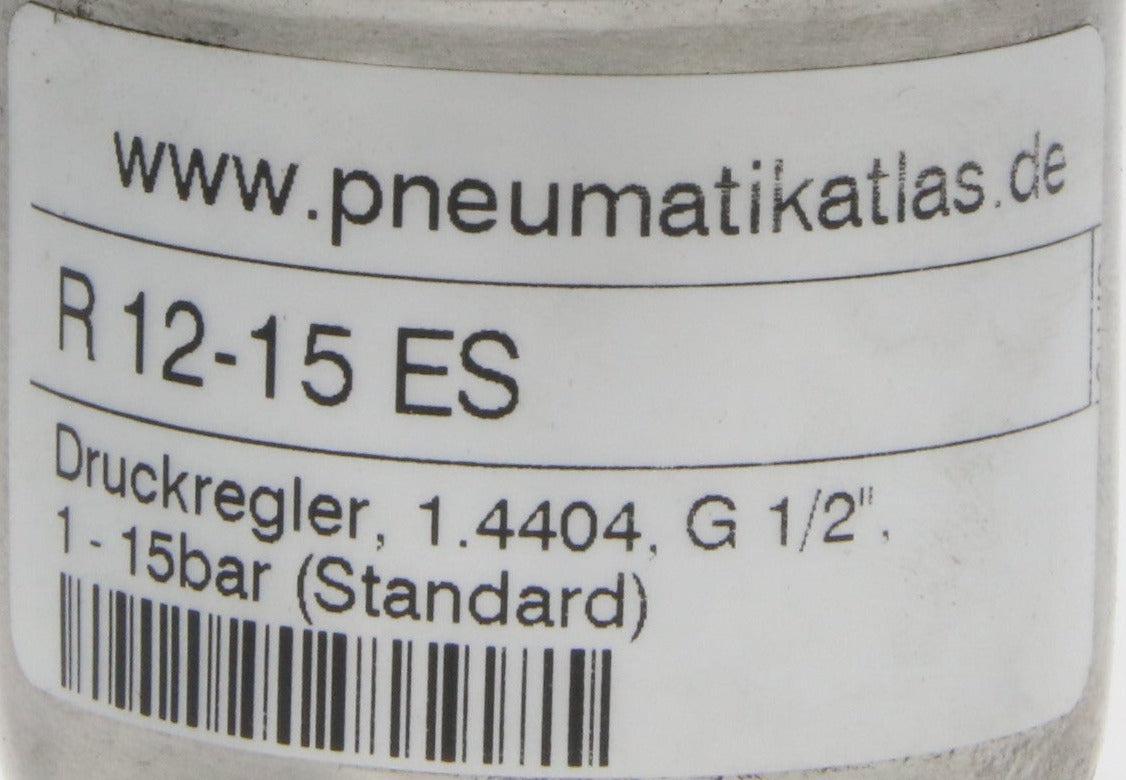 www.pneumatikatlas.de
R 12-15 ES
Druckregler, 1.4404, G 1/2",
1 - 15bar (Standard)